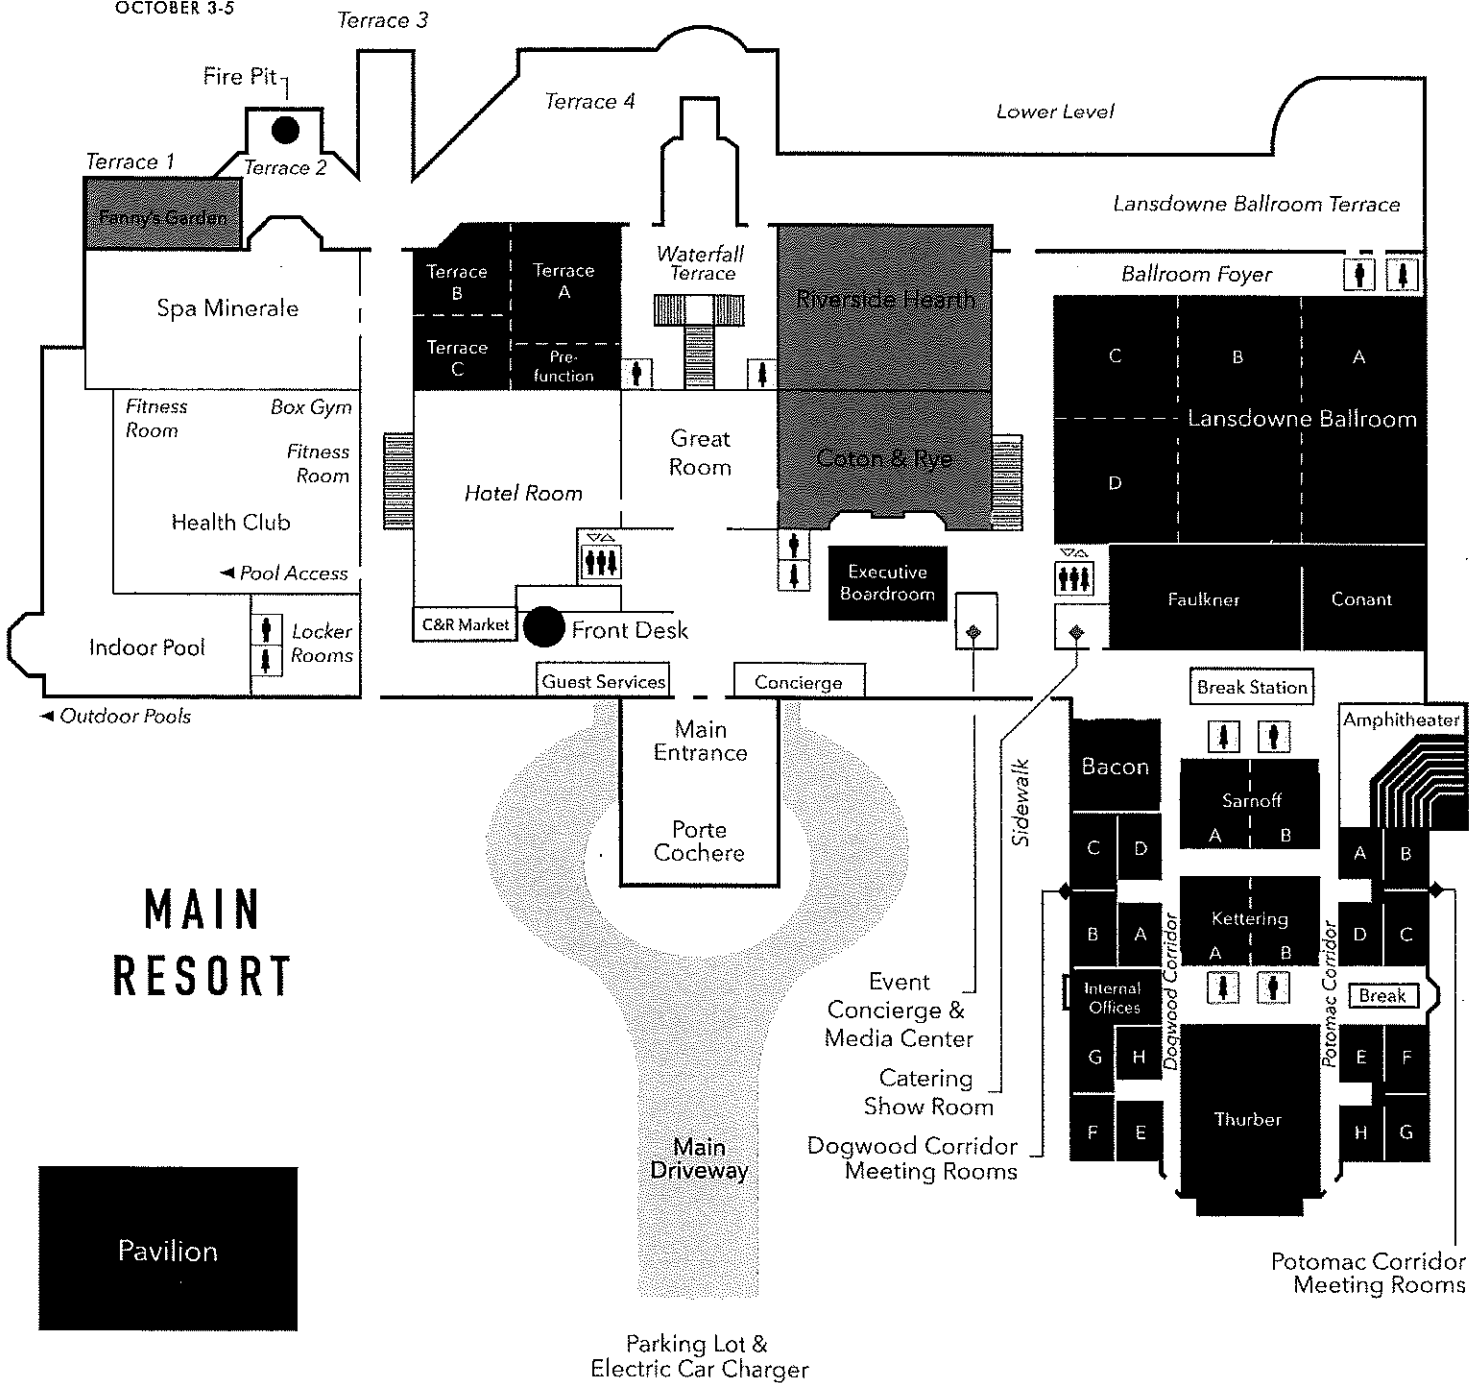 OCTOBER 3-5
Terrace 3
Fire Pit
Terrace 4
Lower Level
Terrace 1
Terrace 2
Fanny's Garden
Lansdowne Ballroom Terrace
Waterfall
Terrace
Terrace
B
Terrace
A
Ballroom Foyer
Spa Minerale
Riverside Hearth
Terrace
C
Pre-
function
C
B
A
Fitness
Room
Box Gym
Fitness
Room
Great
Room
Coton & Rye
Lansdowne Ballroom
D
Hotel Room
Health Club
Pool Access
Executive
Boardroom
Faulkner
Conant
C&R Market
Front Desk
Indoor Pool
Locker
Rooms
Guest Services
Concierge
Break Station
Outdoor Pools
Main
Entrance
Amphitheater
Bacon
Sidewalk
Sarnoff
A
B
Porte
Cochere
C
D
A
B
MAIN
RESORT
Kettering
A
B
B
A
D
C
Dogwood Corridor
Potomac Corridor
Event
Concierge &
Media Center
Internal
Offices
Break
G
H
E
F
Catering
Show Room
Thurber
F
E
H
G
Main
Driveway
Dogwood Corridor
Meeting Rooms
Pavilion
Potomac Corridor
Meeting Rooms
Parking Lot &
Electric Car Charger